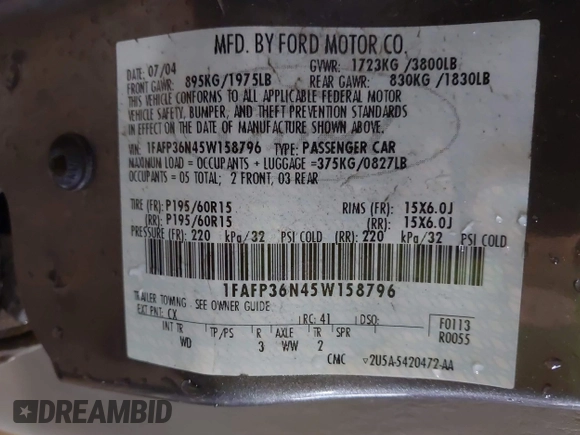 MFD. BY FORD MOTOR CO.
DATE: 07/04 GVWR: 1723KG /3800LB
FRONT GAWR: 895KG/1975LB REAR GAWR: 830KG /1830LB
THIS VEHICLE CONFORMS TO ALL APPLICABLE FEDERAL MOTOR
VEHICLE SAFETY, BUMPER, AND THEFT PREVENTION STANDARDS
IN EFFECT ON THE DATE OF MANUFACTURE SHOWN ABOVE.
VIN: 1FAFP36N45W158796 TYPE: PASSENGER CAR
MAXIMUM LOAD = OCCUPANTS + LUGGAGE =375KG/0827LB
OCCUPANTS = 05 TOTAL; 2 FRONT, 03 REAR
TIRE (FR): P195/60R15 RIMS (FR): 15X6.0J
(RR): P195/60R15 (RR): 15X6.0J
PRESSURE (FR): 220 kPa/32 PSI COLD (RR): 220 kPa/32 PSI COLD
1FAFP36N45W158796
TRAILER TOWING - SEE OWNER GUIDE
EXT PNT: CX RC: 41 DSO:
INT TR TP/PS R AXLE TR SPR F0113
WD 3 WW 2 R0055
CMC 2U5A-5420472-AA
DREAMBID